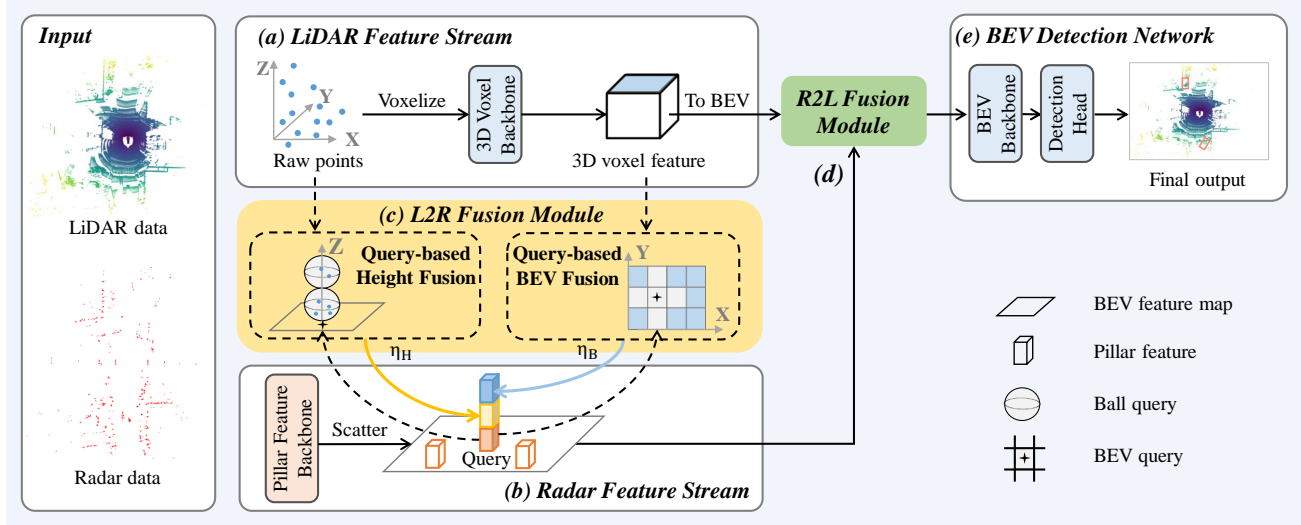 Input
LiDAR data
Radar data
(a) LiDAR Feature Stream
Z
Y
X
Raw points
Voxelize
3D Voxel
Backbone
3D voxel feature
To BEV
R2L Fusion
Module
(d)
(e) BEV Detection Network
BEV
Backbone
Detection
Head
Final output
(c) L2R Fusion Module
Query-based
Height Fusion
Z
Query-based
BEV Fusion
Y
X
ηH
ηB
Pillar Feature
Backbone
Scatter
Query
(b) Radar Feature Stream
BEV feature map
Pillar feature
Ball query
BEV query